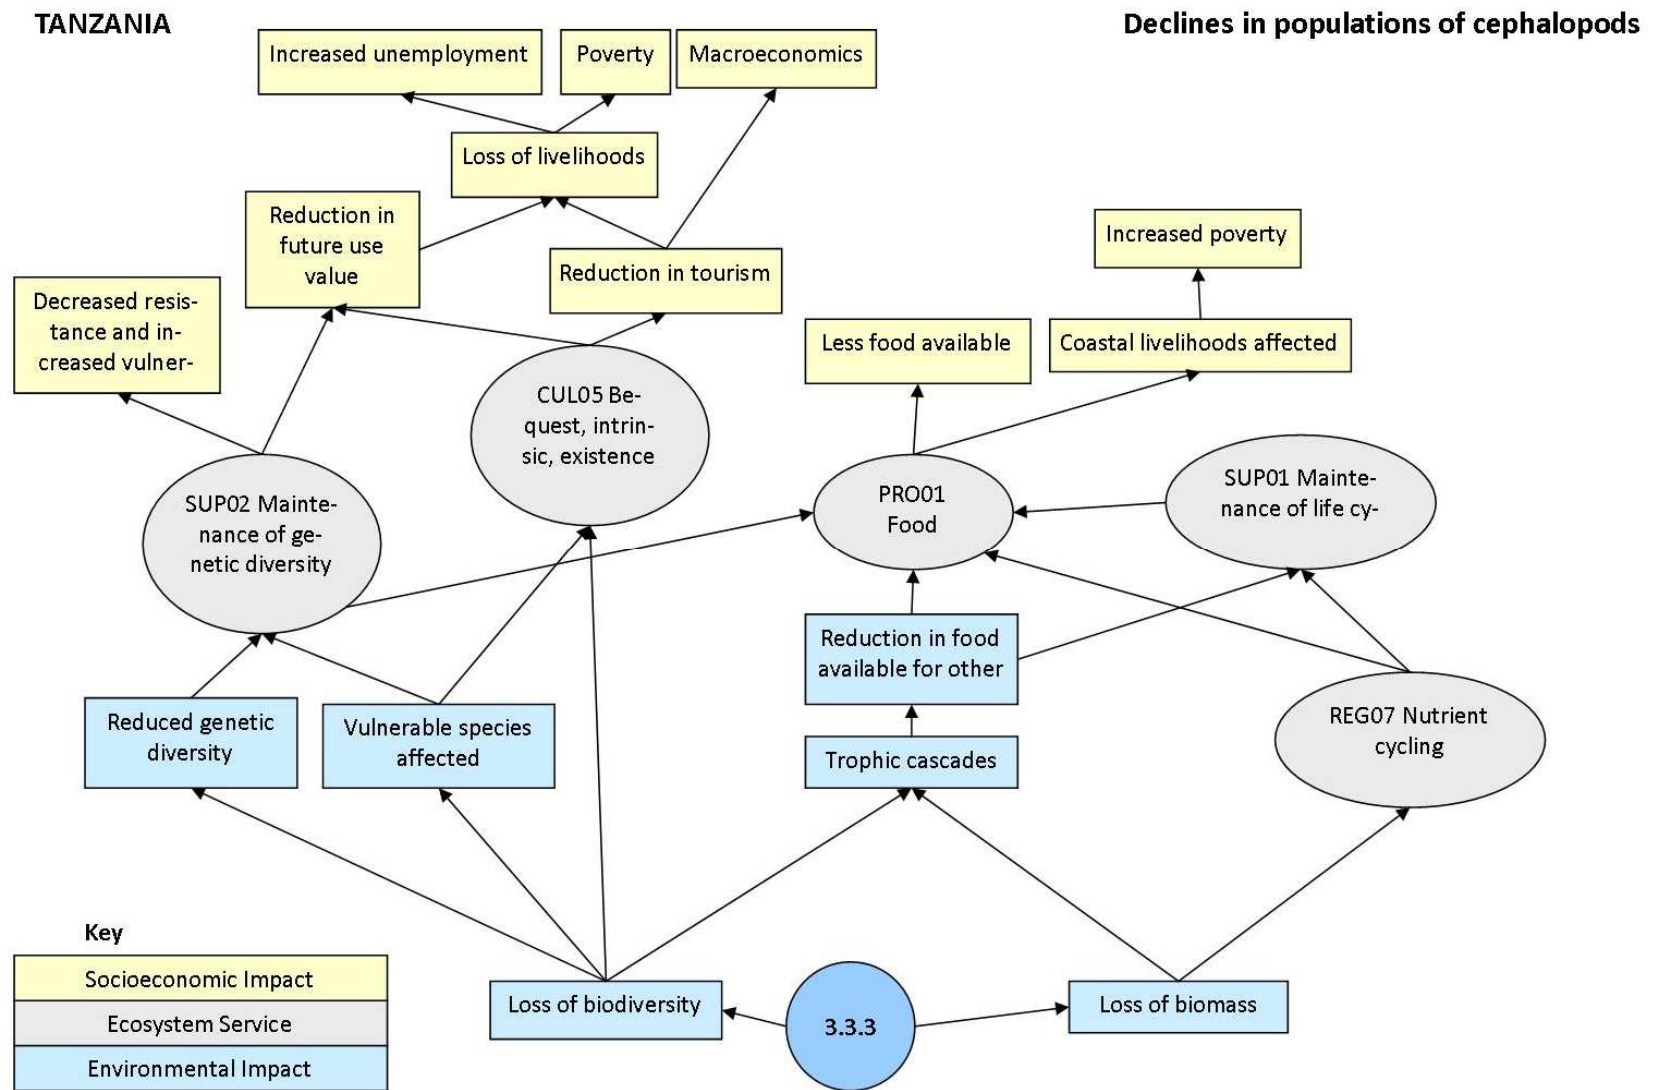 TANZANIA
Declines in populations of cephalopods
Increased unemployment
Poverty
Macroeconomics
Loss of livelihoods
Reduction in
future use
value
Reduction in tourism
Increased poverty
Decreased resis-
tance and in-
creased vulner-
Less food available
Coastal livelihoods affected
CUL05 Be-
quest, intrin-
sic, existence
SUP02 Mainte-
nance of ge-
netic diversity
PRO01
Food
SUP01 Mainte-
nance of life cy-
Reduction in food
available for other
Reduced genetic
diversity
Vulnerable species
affected
Trophic cascades
REG07 Nutrient
cycling
Key
Socioeconomic Impact
Ecosystem Service
Environmental Impact
Loss of biodiversity
3.3.3
Loss of biomass